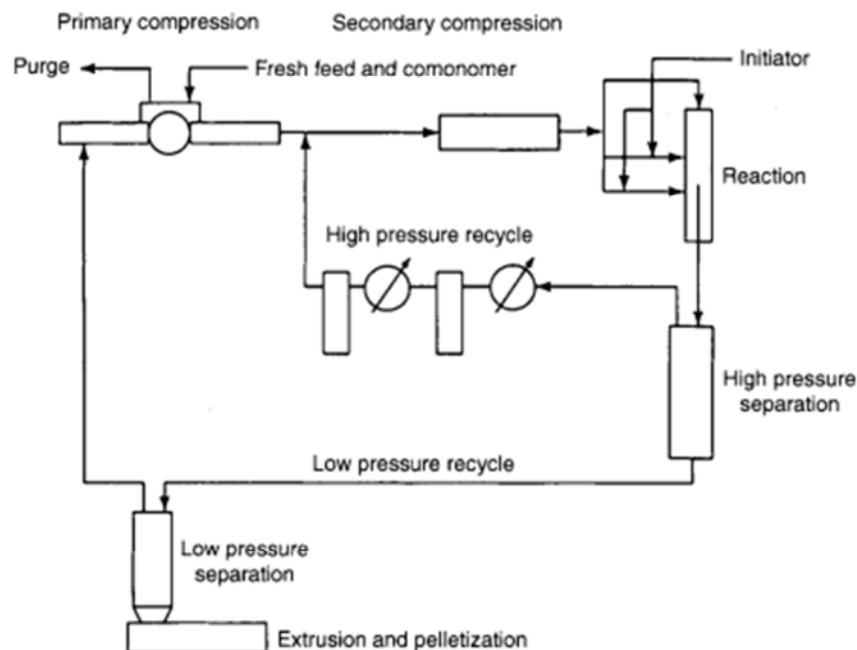 Primary compression
Secondary compression
Purge
Fresh feed and comonomer
Initiator
Reaction
High pressure recycle
High pressure
separation
Low pressure recycle
Low pressure
separation
Extrusion and pelletization